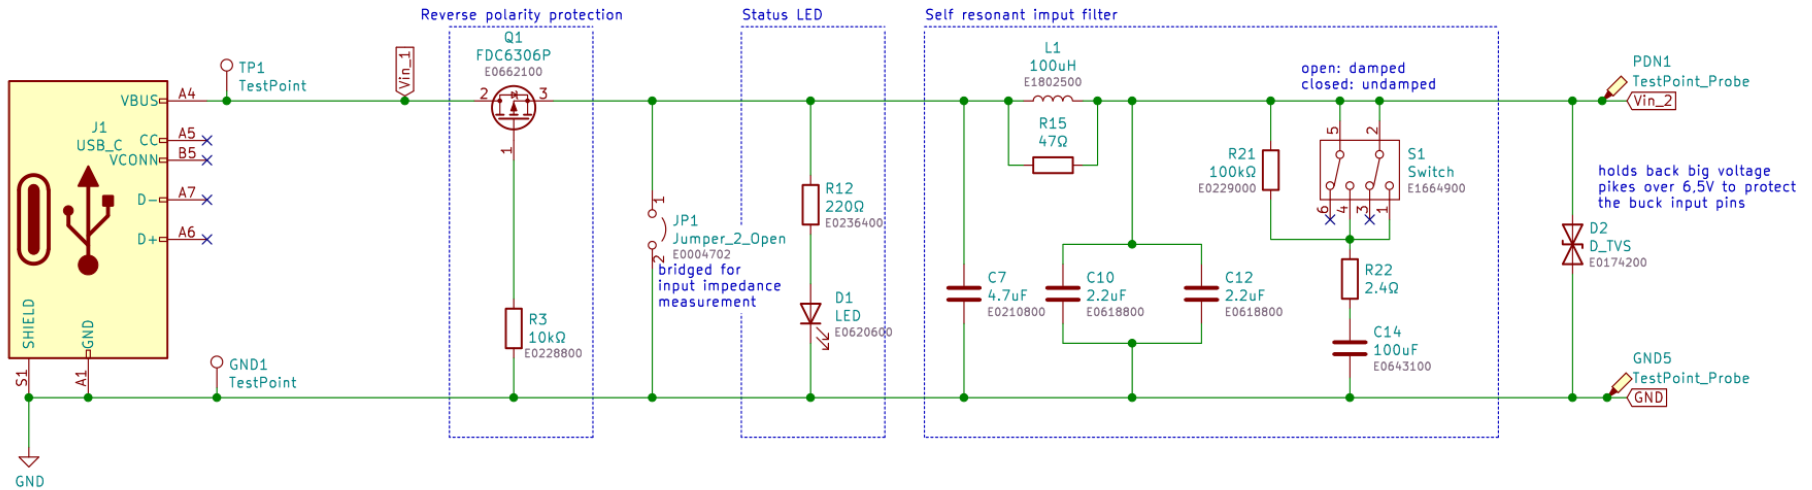 Reverse polarity protection
Status LED
Self resonant imput filter
Q1
FDC6306P
E0662100
TP1
TestPoint
Vin_1
L1
100uH
E1802500
open: damped
closed: undamped
PDN1
TestPoint_Probe
Vin_2
VBUS
A4
2
3
1
J1
USB_C
CC
A5
VCONN
B5
D-
A7
D+
A6
R15
47Ω
5
2
R21
100kΩ
E0229000
S1
Switch
E1664900
6
4
3
1
holds back big voltage
pikes over 6,5V to protect
the buck input pins
R12
220Ω
E0236400
1
JP1
Jumper_2_Open
E0004702
2
bridged for
input impedance
measurement
D2
D_TVS
E0174200
C7
4.7uF
E0210800
C10
2.2uF
E0618800
C12
2.2uF
E0618800
R22
2.4Ω
D1
LED
E0620600
R3
10kΩ
E0228800
C14
100uF
E0643100
SHIELD
GND
S1
A1
GND1
TestPoint
GND5
TestPoint_Probe
GND
GND